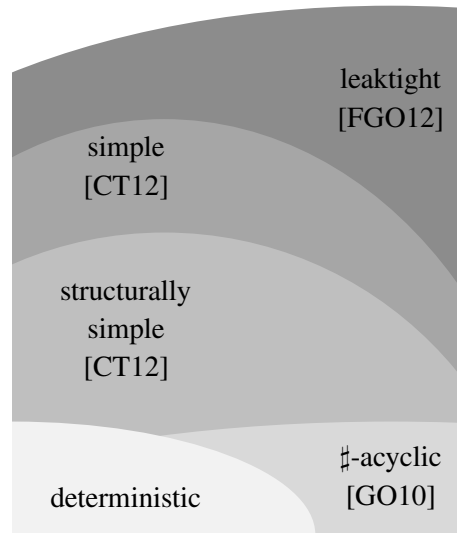 leaktight
[FGO12]
simple
[CT12]
structurally
simple
[CT12]
♯-acyclic
[GO10]
deterministic